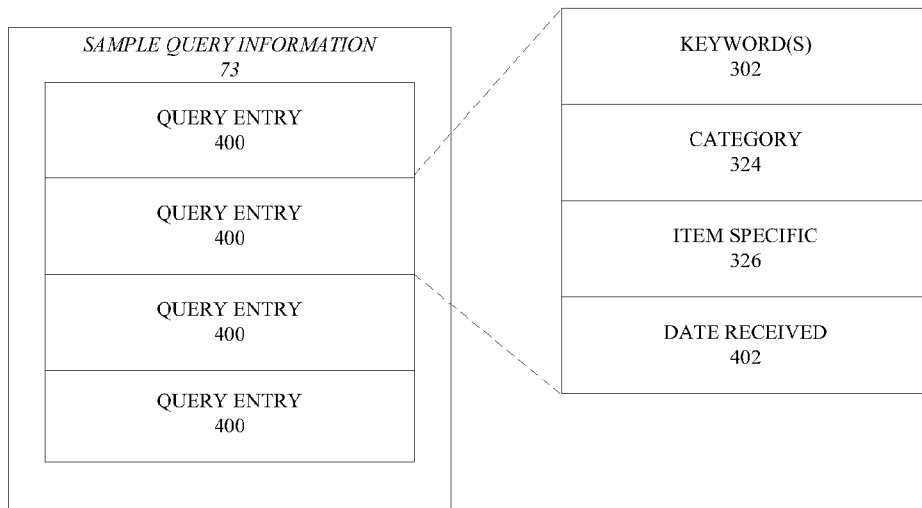 SAMPLE QUERY INFORMATION
73
QUERY ENTRY
400
QUERY ENTRY
400
QUERY ENTRY
400
QUERY ENTRY
400
KEYWORD(S)
302
CATEGORY
324
ITEM SPECIFIC
326
DATE RECEIVED
402